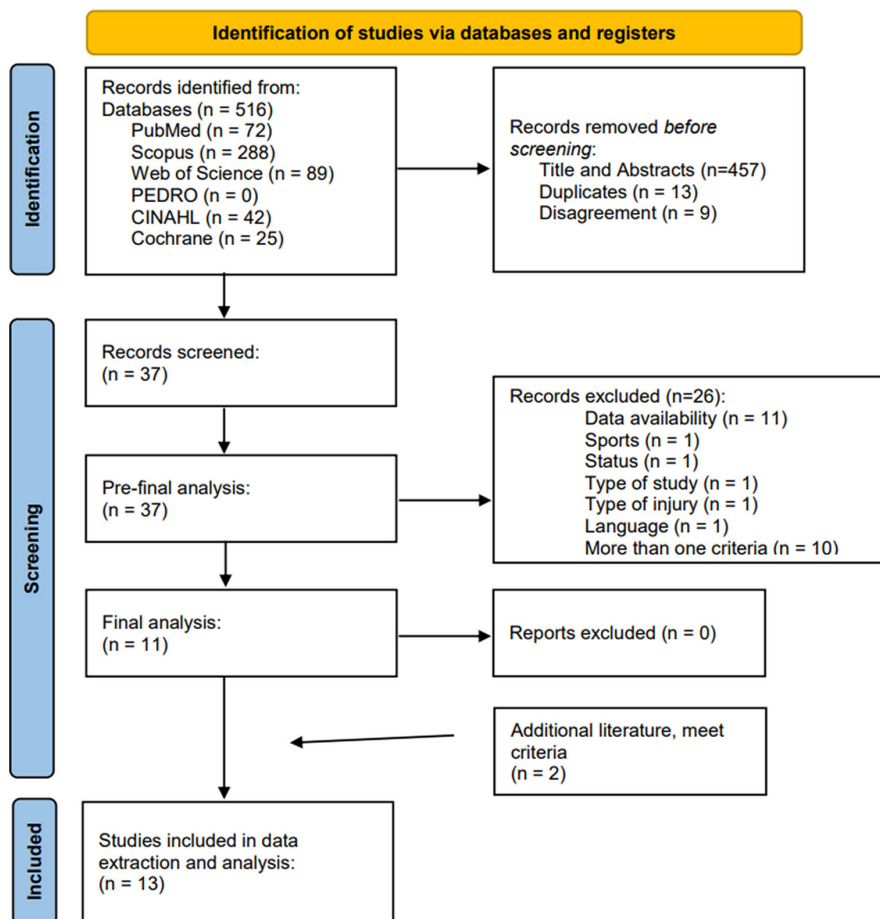 Identification of studies via databases and registers
Identification
Records identified from:
Databases (n = 516)
PubMed (n = 72)
Scopus (n = 288)
Web of Science (n = 89)
PEDRO (n = 0)
CINAHL (n = 42)
Cochrane (n = 25)
Records removed before
screening:
Title and Abstracts (n=457)
Duplicates (n = 13)
Disagreement (n = 9)
Screening
Records screened:
(n = 37)
Records excluded (n=26):
Data availability (n = 11)
Sports (n = 1)
Status (n = 1)
Type of study (n = 1)
Type of injury (n = 1)
Language (n = 1)
More than one criteria (n = 10)
Pre-final analysis:
(n = 37)
Final analysis:
(n = 11)
Reports excluded (n = 0)
Additional literature, meet
criteria
(n = 2)
Included
Studies included in data
extraction and analysis:
(n = 13)